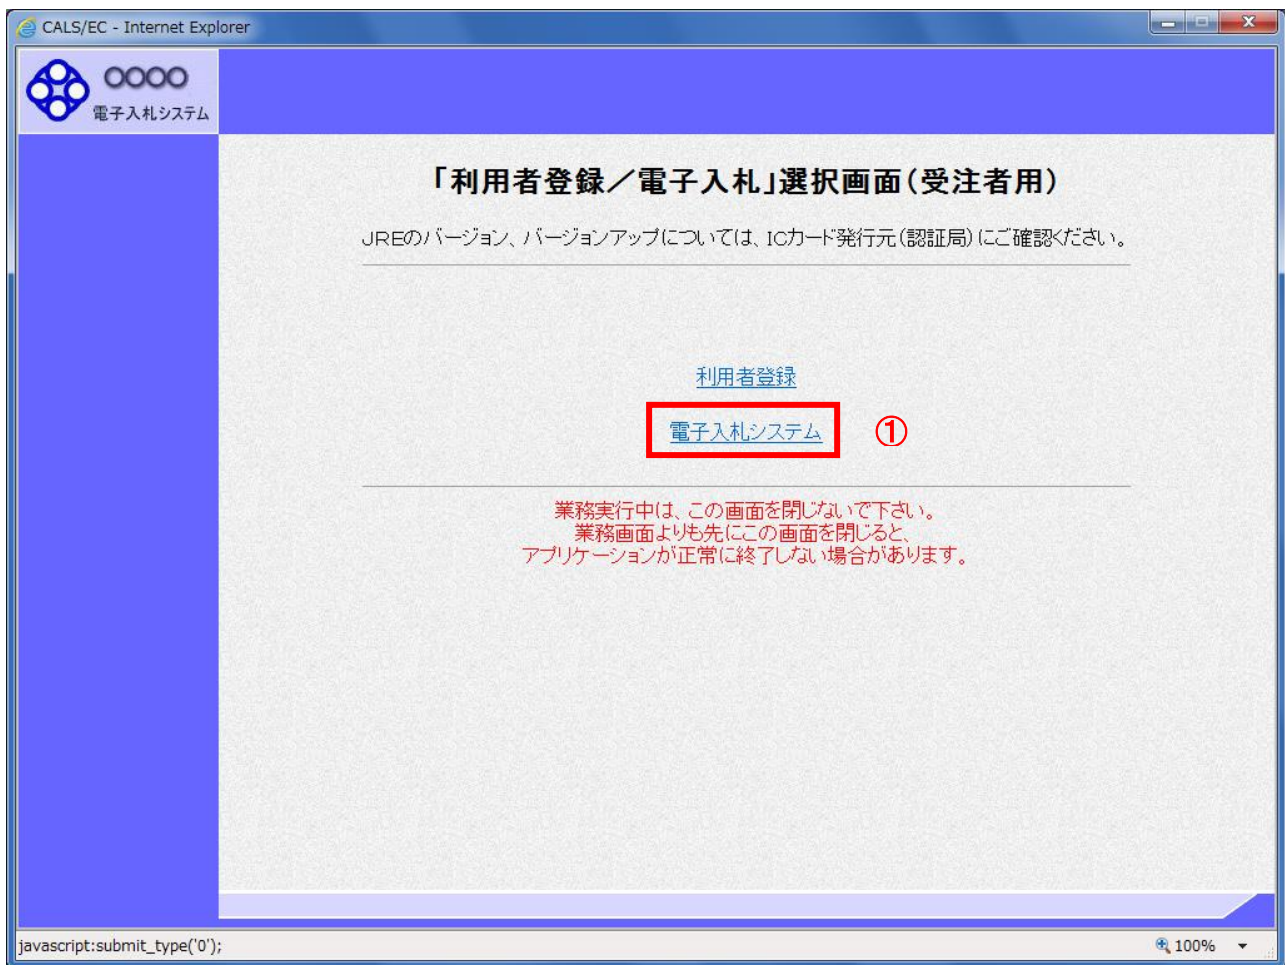 CALS/EC - Internet Explorer
○○○○
電子入札システム
「利用者登録／電子入札」選択画面（受注者用）
JREのバージョン、バージョンアップについては、ICカード発行元（認証局）にご確認ください。
利用者登録
電子入札システム ①
業務実行中は、この画面を閉じないで下さい。
業務画面よりも先にこの画面を閉じると、
アプリケーションが正常に終了しない場合があります。
javascript:submit_type('0');
100%